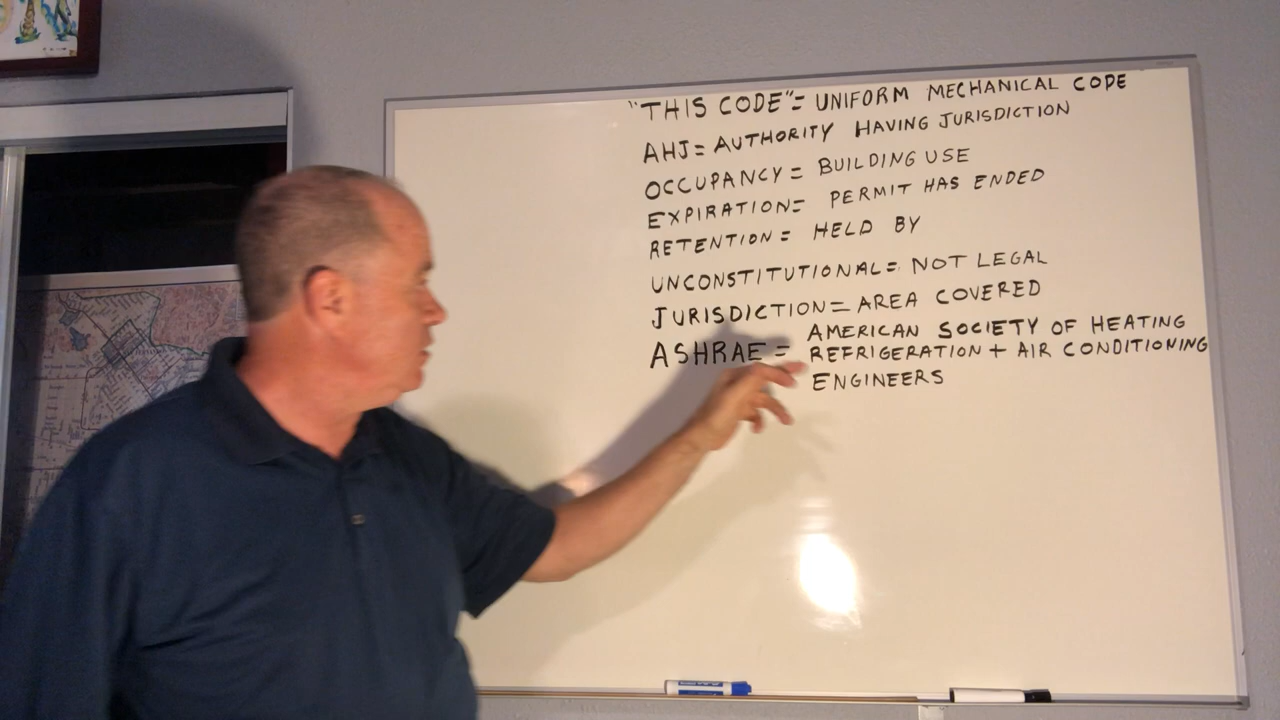 "THIS CODE"= UNIFORM MECHANICAL CODE
AHJ= AUTHORITY HAVING JURISDICTION
OCCUPANCY= BUILDING USE
EXPIRATION= PERMIT HAS ENDED
RETENTION= HELD BY
UNCONSTITUTIONAL= NOT LEGAL
JURISDICTION= AREA COVERED
ASHRAE= AMERICAN SOCIETY OF HEATING
REFRIGERATION + AIR CONDITIONING
ENGINEERS